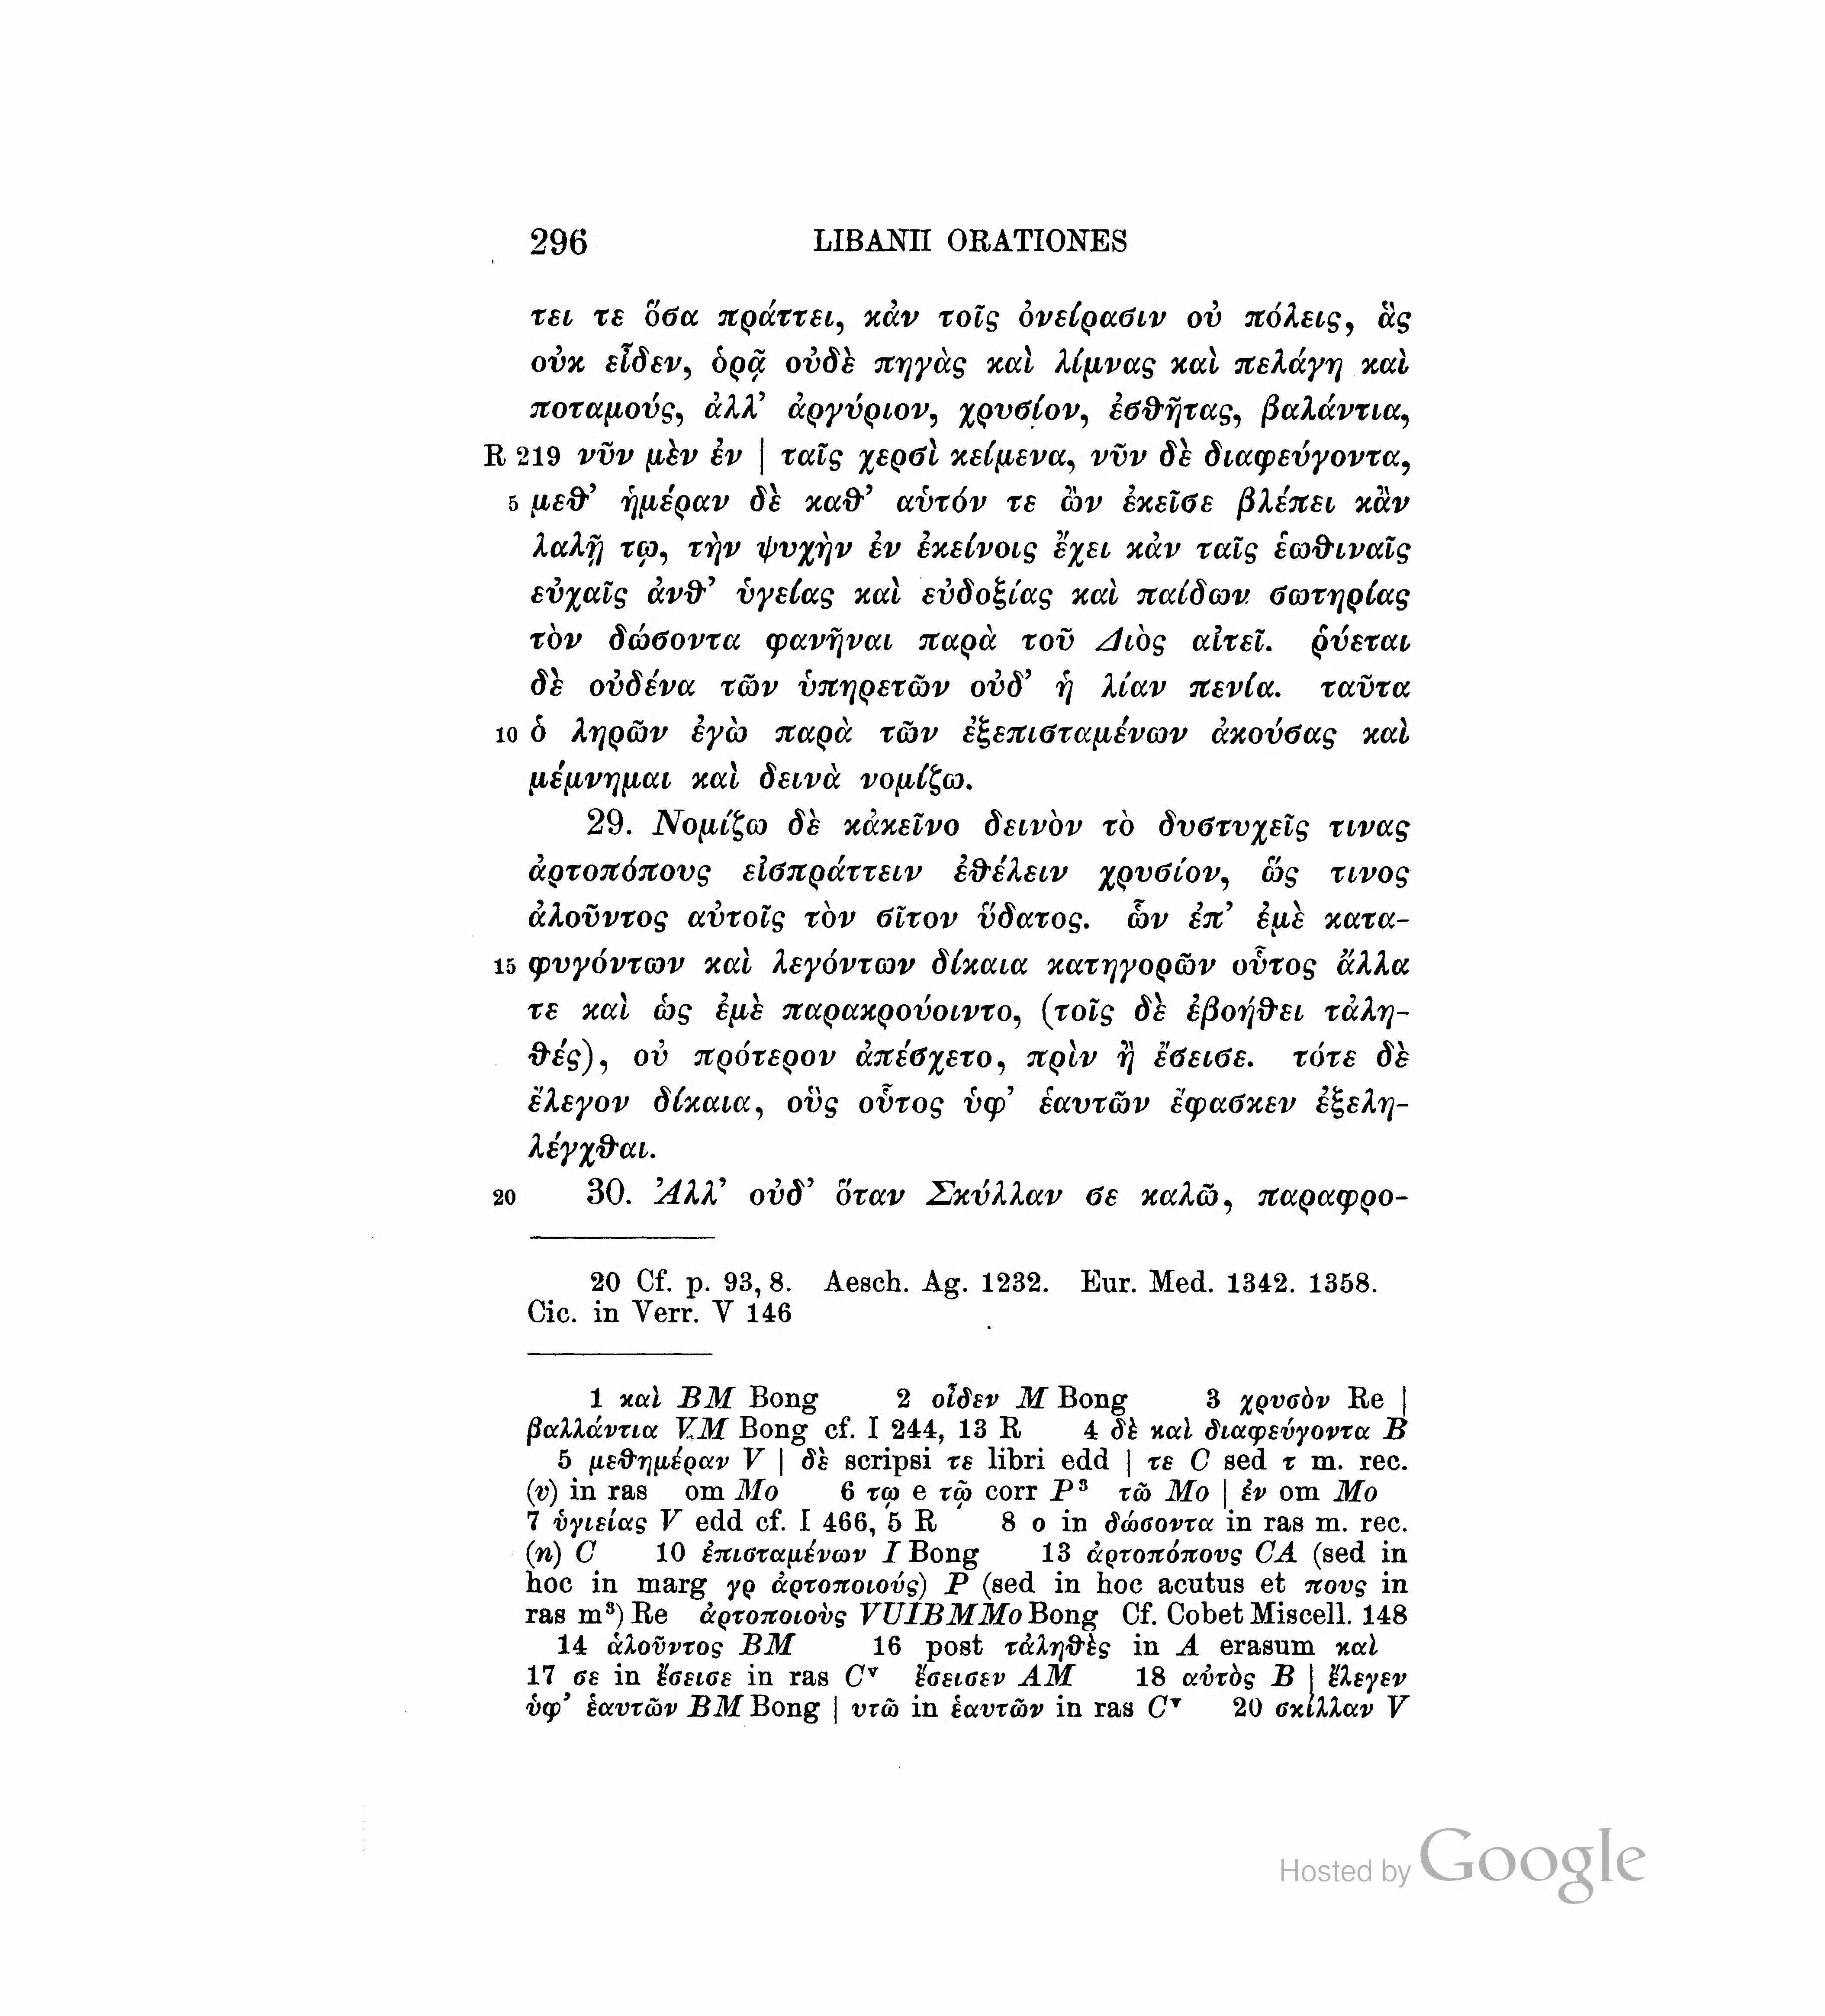 296 LIBANII ORATIONES
τει τε ὅσα πράττει, κἀν τοῖς ὀνείρασιν οὐ πόλεις, ἃς
οὐκ εἶδεν, ὁρᾷ οὐδὲ πηγὰς καὶ λίμνας καὶ πελάγη καὶ
ποταμούς, ἀλλ’ ἀργύριον, χρυσίον, ἐσθῆτας, βαλάντια,
R 219 νῦν μὲν ἐν | ταῖς χερσὶ κείμενα, νῦν δὲ διαφεύγοντα,
5 μεθ’ ἡμέραν δὲ καθ’ αὑτόν τε ὢν ἐκεῖσε βλέπει κἂν
λαλῇ τῳ, τὴν ψυχὴν ἐν ἐκείνοις ἔχει κἀν ταῖς ἑωθιναῖς
εὐχαῖς ἀνθ’ ὑγείας καὶ εὐδοξίας καὶ παίδων σωτηρίας
τὸν δώσοντα φανῆναι παρὰ τοῦ Διὸς αἰτεῖ. ῥύεται
δὲ οὐδένα τῶν ὑπηρετῶν οὐδ’ ἡ λίαν πενία. ταῦτα
10 ὁ ληρῶν ἐγὼ παρὰ τῶν ἐξεπισταμένων ἀκούσας καὶ
μέμνημαι καὶ δεινὰ νομίζω.
29. Νομίζω δὲ κἀκεῖνο δεινὸν τὸ δυστυχεῖς τινας
ἀρτοπόπους εἰσπράττειν ἐθέλειν χρυσίον, ὥς τινος
ἀλοῦντος αὐτοῖς τὸν σῖτον ὕδατος. ὧν ἐπ’ ἐμὲ κατα-
15 φυγόντων καὶ λεγόντων δίκαια κατηγορῶν οὗτος ἄλλα
τε καὶ ὡς ἐμὲ παρακρούοιντο, (τοῖς δὲ ἐβοήθει τἀλη-
θές), οὐ πρότερον ἀπέσχετο, πρὶν ἢ ἔσεισε. τότε δὲ
ἔλεγον δίκαια, οὓς οὗτος ὑφ’ ἑαυτῶν ἔφασκεν ἐξελη-
λέγχθαι.
20 30. Ἀλλ’ οὐδ’ ὅταν Σκύλλαν σε καλῶ, παραφρο-
20 Cf. p. 93, 8. Aesch. Ag. 1232. Eur. Med. 1342. 1358.
Cic. in Verr. V 146
1 καὶ BM Bong 2 οἶδεν M Bong 3 χρυσὸν Re |
βαλλάντια VM Bong cf. I 244, 13 R 4 δὲ καὶ διαφεύγοντα B
5 μεθημέραν V | δὲ scripsi τε libri edd | τε C sed τ m. rec.
(v) in ras om Mo 6 τῳ e τῷ corr P³ τῶ Mo | ἐν om Mo
7 ὑγιείας V edd cf. I 466, 5 R 8 ο in δώσοντα in ras m. rec.
(n) C 10 ἐπισταμένων I Bong 13 ἀρτοπόπους CA (sed in
hoc in marg γρ ἀρτοποιούς) P (sed in hoc acutus et πους in
ras m³) Re ἀρτοποιοὺς VUIBMMo Bong Cf. Cobet Miscell. 148
14 ἁλοῦντος BM 16 post τἀληθὲς in A erasum καὶ
17 σε in ἔσεισε in ras Cᵛ ἔσεισεν AM 18 αὐτὸς B | ἔλεγεν
ὑφ’ ἑαυτῶν BM Bong | υτῶ in ἑαυτῶν in ras Cᵛ 20 σκίλλαν V
Hosted by Google